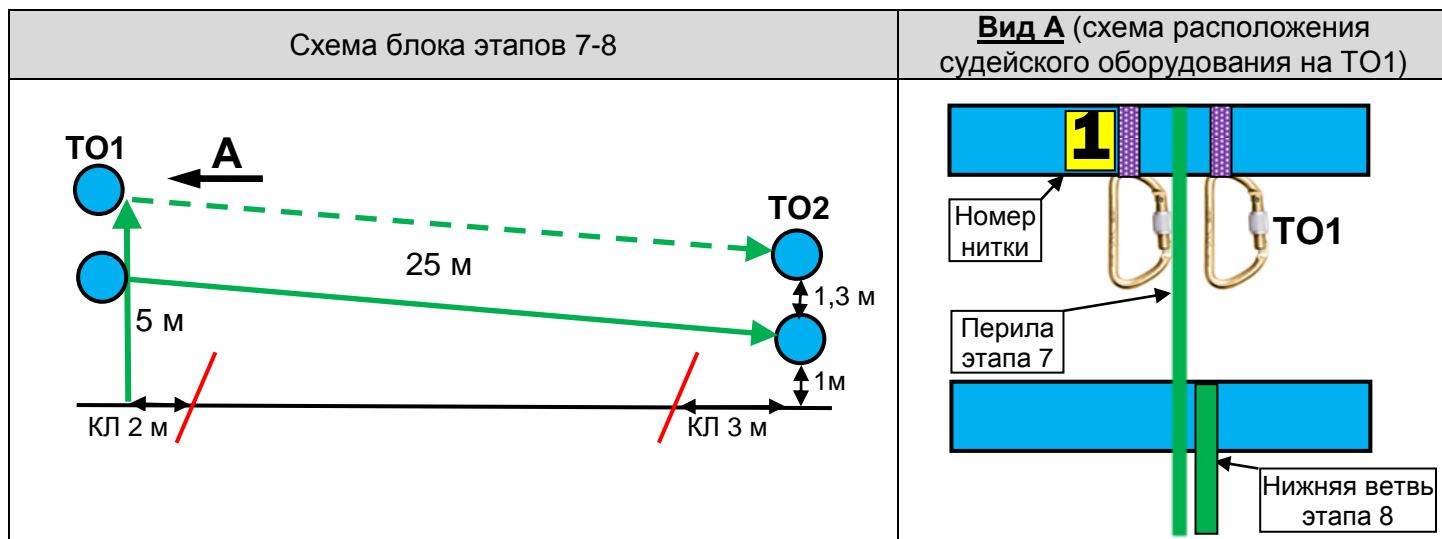 Схема блока этапов 7-8
Вид А (схема расположения
судейского оборудования на ТО1)
ТО1
А
ТО2
25 м
1,3 м
5 м
1м
КЛ 2 м
КЛ 3 м
1
Номер
нитки
ТО1
Перила
этапа 7
Нижняя ветвь
этапа 8